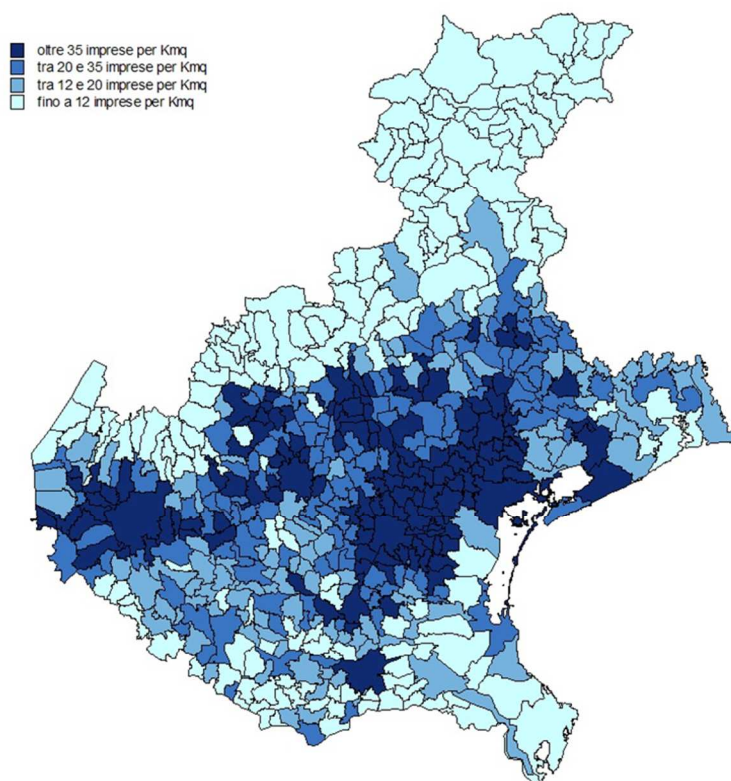 oltre 35 imprese per Kmq
tra 20 e 35 imprese per Kmq
tra 12 e 20 imprese per Kmq
fino a 12 imprese per Kmq